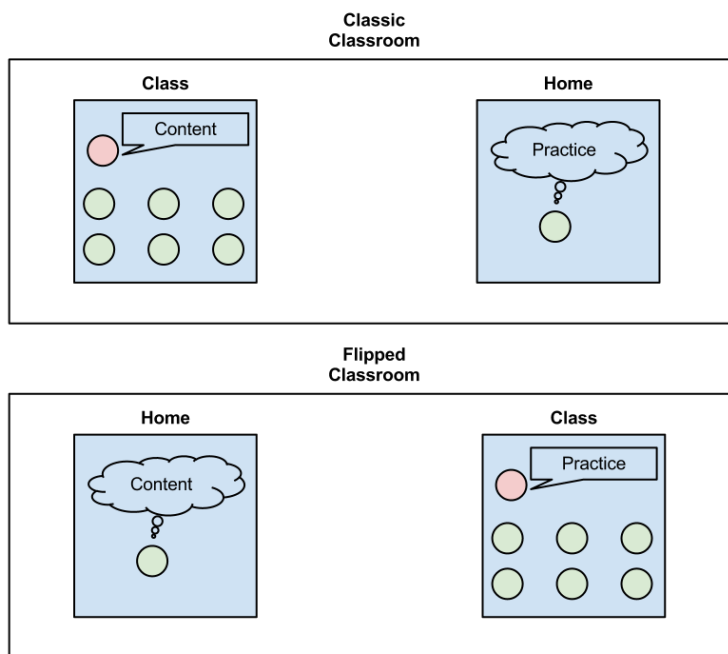 Classic
Classroom
Class
Home
Content
Practice
Flipped
Classroom
Home
Class
Content
Practice